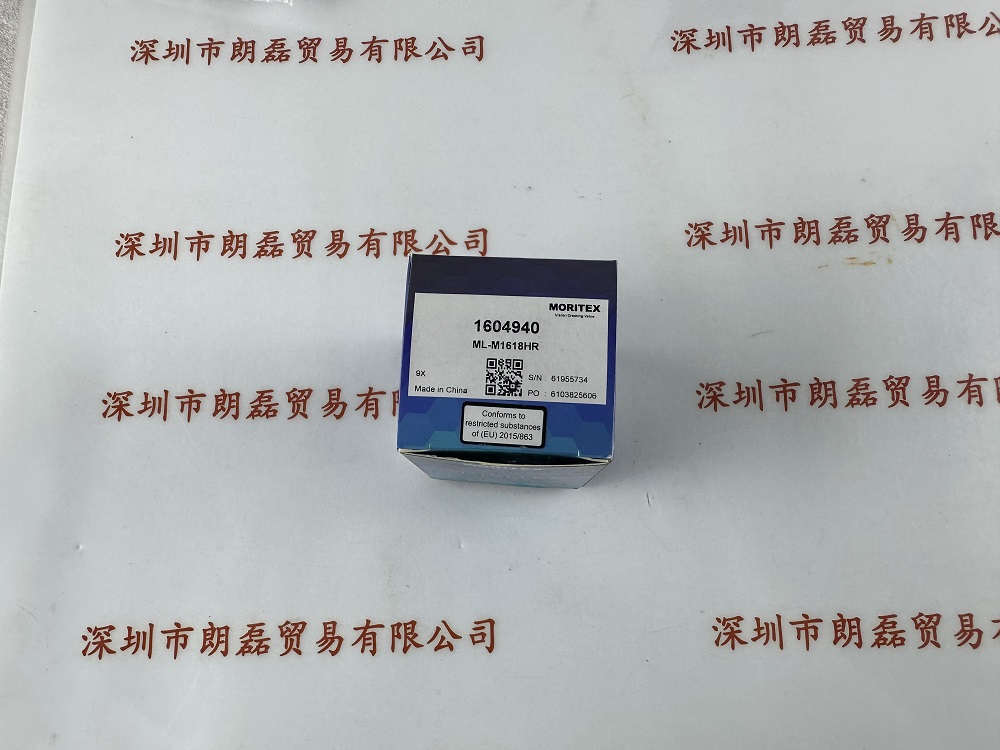 深圳市朗磊贸易有限公司
深圳市朗磊贸易有限公
深圳市朗磊贸易有限公司
深圳市朗磊贸易有限
MORITEX
Vision Creating Value
1604940
ML-M1618HR
9X
S/N : 61955734
Made in China
PO : 6103825606
Conforms to
restricted substances
of (EU) 2015/863
深圳市朗磊贸易有
深圳市朗磊贸易有限
深圳市朗磊贸易有限公司
深圳市朗磊贸易